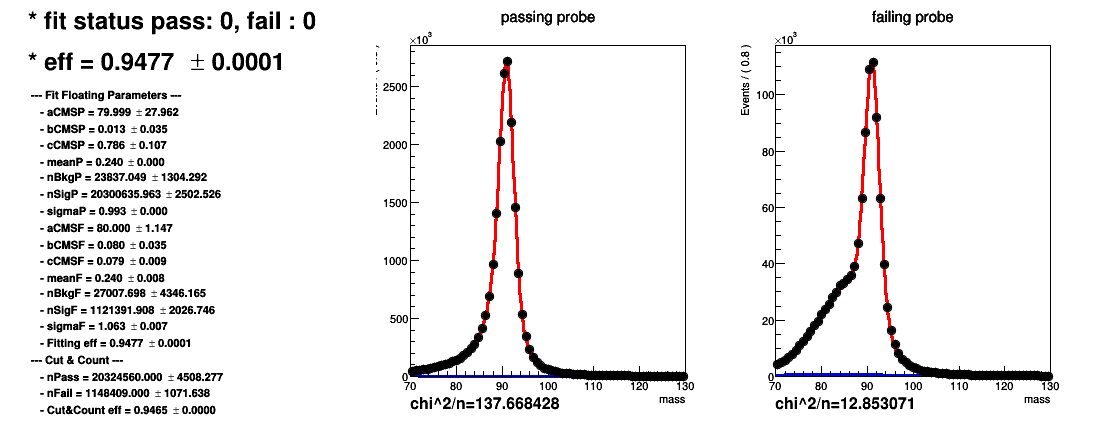 * fit status pass: 0, fail : 0
* eff = 0.9477 ± 0.0001
--- Fit Floating Parameters ---
- aCMSP = 79.999 ± 27.962
- bCMSP = 0.013 ± 0.035
- cCMSP = 0.786 ± 0.107
- meanP = 0.240 ± 0.000
- nBkgP = 23837.049 ± 1304.292
- nSigP = 20300635.963 ± 2502.526
- sigmaP = 0.993 ± 0.000
- aCMSF = 80.000 ± 1.147
- bCMSF = 0.080 ± 0.035
- cCMSF = 0.079 ± 0.009
- meanF = 0.240 ± 0.008
- nBkgF = 27007.698 ± 4346.165
- nSigF = 1121391.908 ± 2026.746
- sigmaF = 1.063 ± 0.007
- Fitting eff = 0.9477 ± 0.0001
--- Cut & Count ---
- nPass = 20324560.000 ± 4508.277
- nFail = 1148409.000 ± 1071.638
- Cut&Count eff = 0.9465 ± 0.0000
passing probe
×10³
2500
2000
1500
1000
500
0
70 80 90 100 110 120 130
mass
chi^2/n=137.668428
failing probe
×10³
Events / ( 0.8 )
100
80
60
40
20
0
70 80 90 100 110 120 130
mass
chi^2/n=12.853071